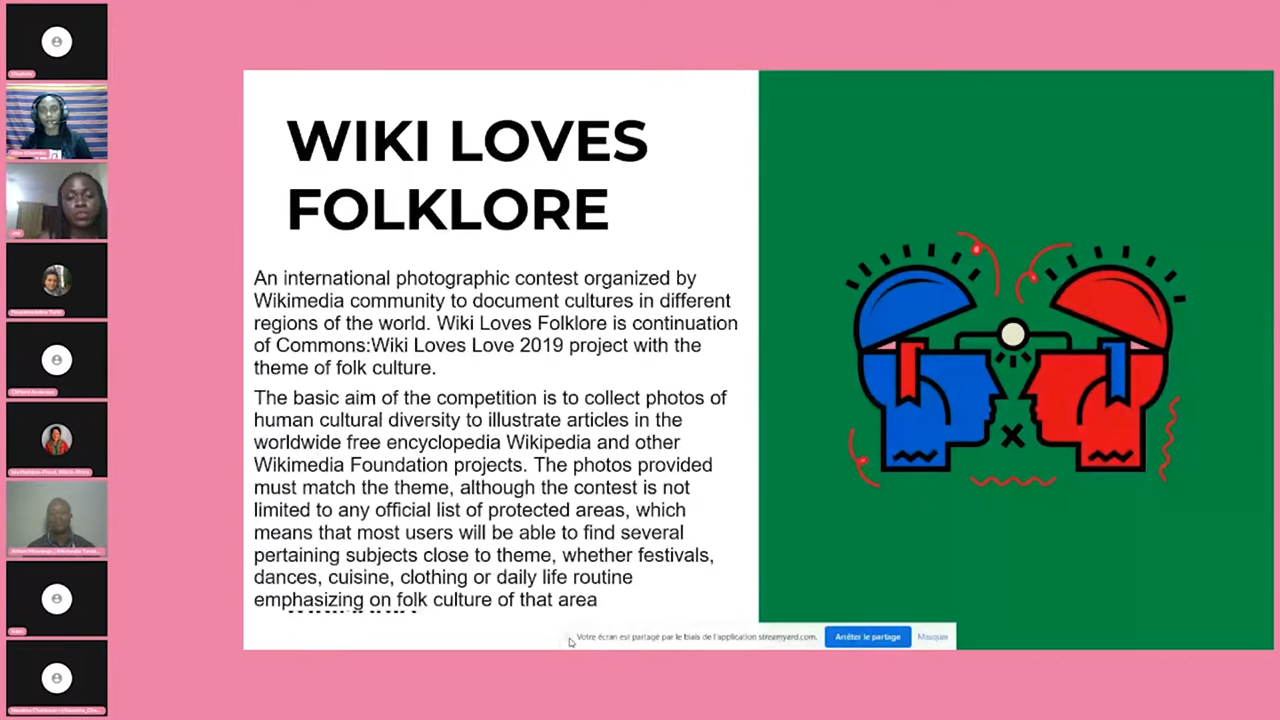 WIKI LOVES
FOLKLORE
An international photographic contest organized by
Wikimedia community to document cultures in different
regions of the world. Wiki Loves Folklore is continuation
of Commons:Wiki Loves Love 2019 project with the
theme of folk culture.
The basic aim of the competition is to collect photos of
human cultural diversity to illustrate articles in the
worldwide free encyclopedia Wikipedia and other
Wikimedia Foundation projects. The photos provided
must match the theme, although the contest is not
limited to any official list of protected areas, which
means that most users will be able to find several
pertaining subjects close to theme, whether festivals,
dances, cuisine, clothing or daily life routine
emphasizing on folk culture of that area
Votre écran est partagé par le biais de l'application streamyard.com.
Arrêter le partage
Masquer